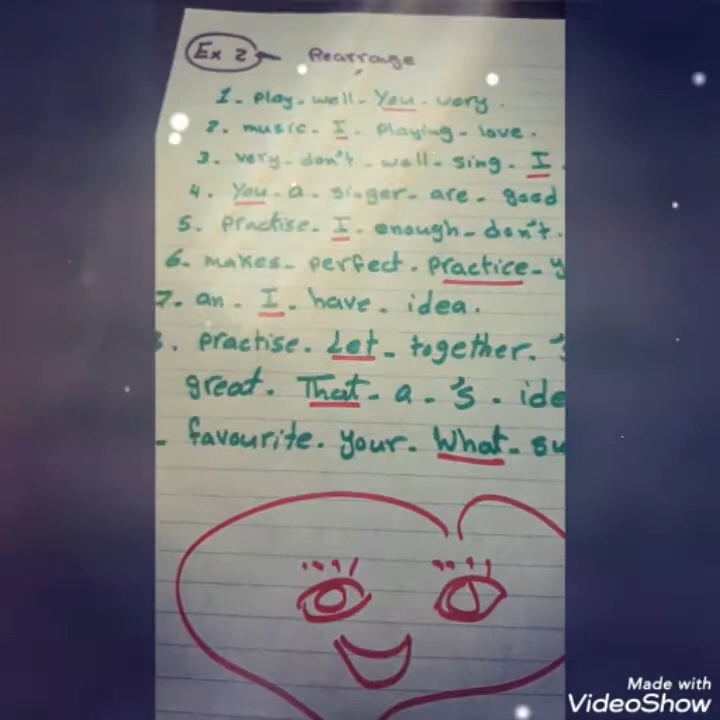 Ex 2 Rearrange
1. Play - well - You - very.
2. music - I - playing - love.
3. very - don't - well - sing - I.
4. You - a - singer - are - good
5. practise - I - enough - don't.
6. makes - perfect - practice - y
7. an - I - have - idea.
. practise - Let - together. 's
great. That - a - 's - ide
- favourite. your. What - su
Made with
VideoShow